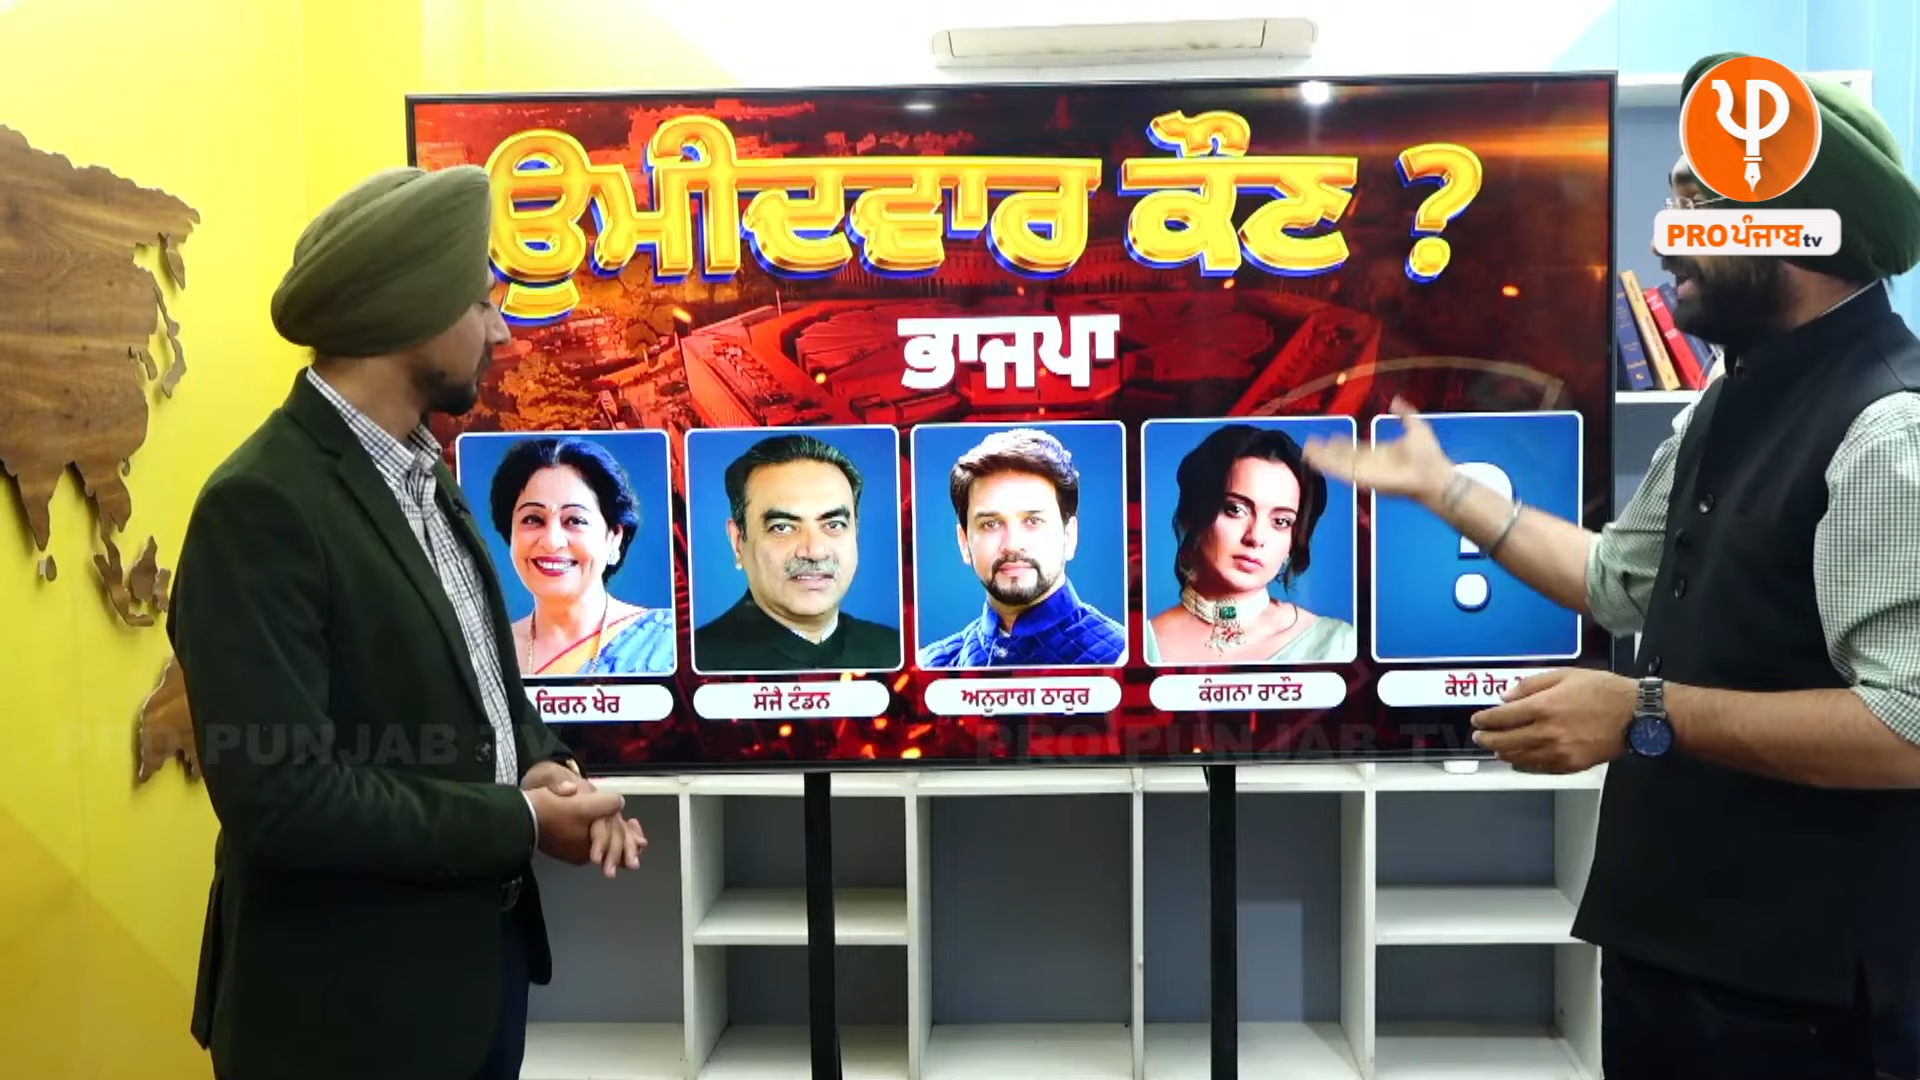 PRO ਪੰਜਾਬ tv
ਉਮੀਦਵਾਰ ਕੌਣ ?
ਭਾਜਪਾ
ਕਿਰਨ ਖੇਰ
ਸੰਜੈ ਟੰਡਨ
ਅਨੁਰਾਗ ਠਾਕੁਰ
ਕੰਗਨਾ ਰਾਣੌਤ
ਕੋਈ ਹੋਰ
PRO PUNJAB TV
PRO PUNJAB TV